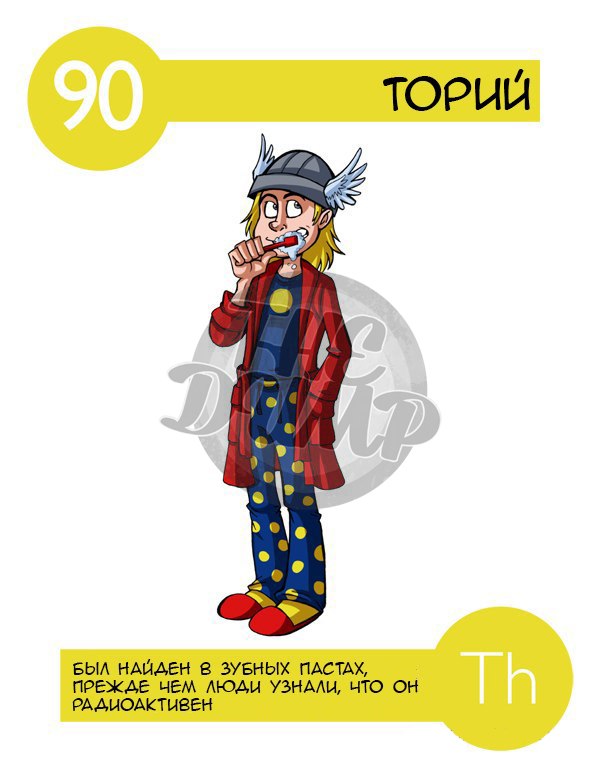 90
ТОРИЙ
БЫЛ НАЙДЕН В ЗУБНЫХ ПАСТАХ,
ПРЕЖДЕ ЧЕМ ЛЮДИ УЗНАЛИ, ЧТО ОН
РАДИОАКТИВЕН
Th